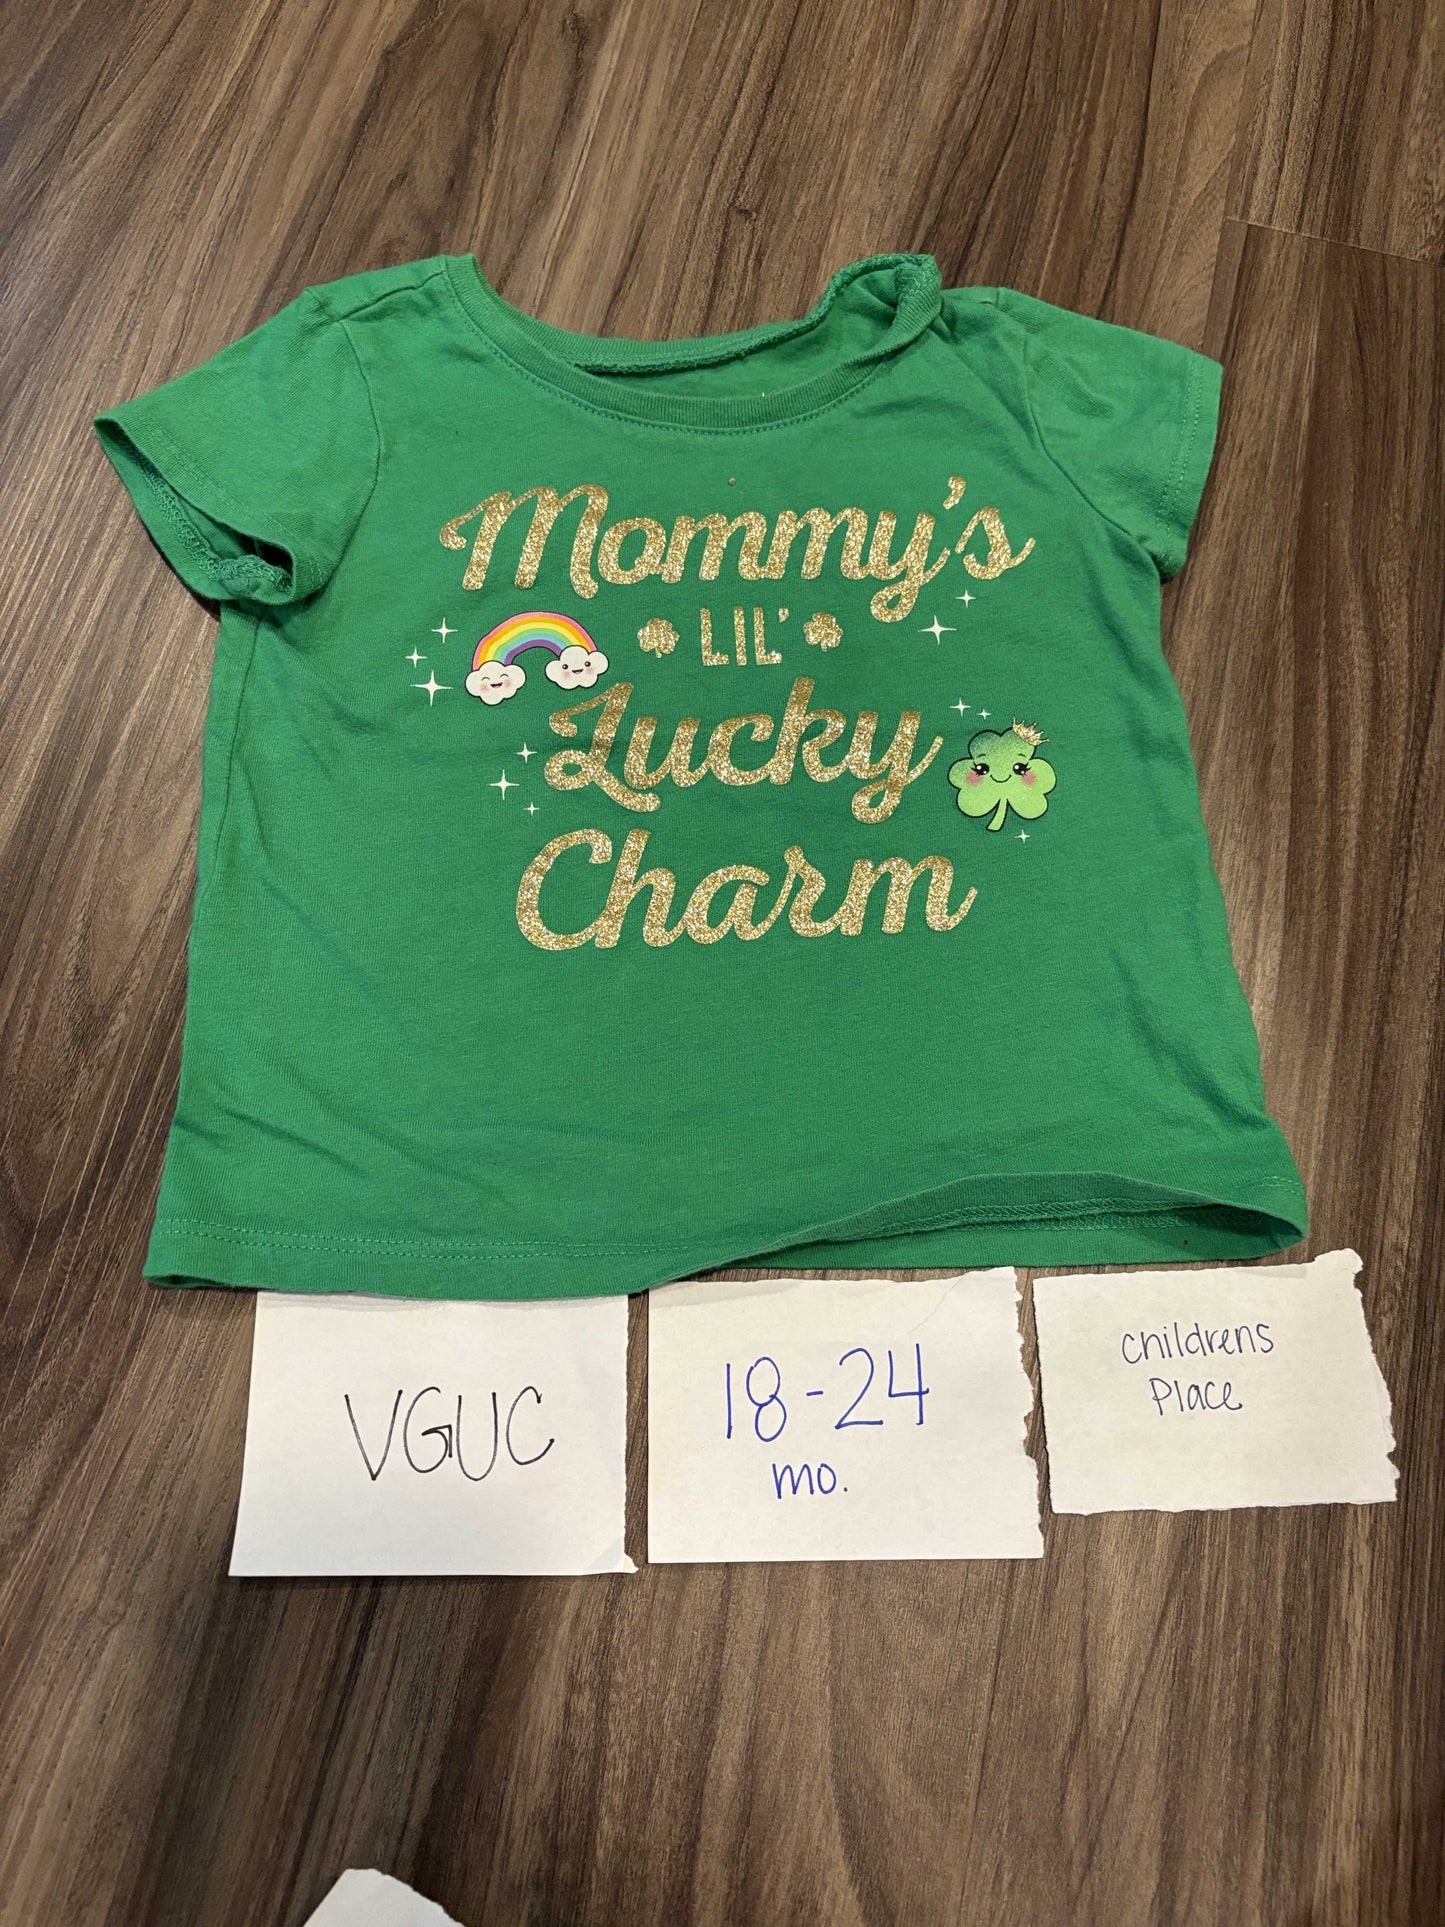 Mommy's
LIL'
Lucky
Charm
VGUC
18-24
mo.
childrens
Place